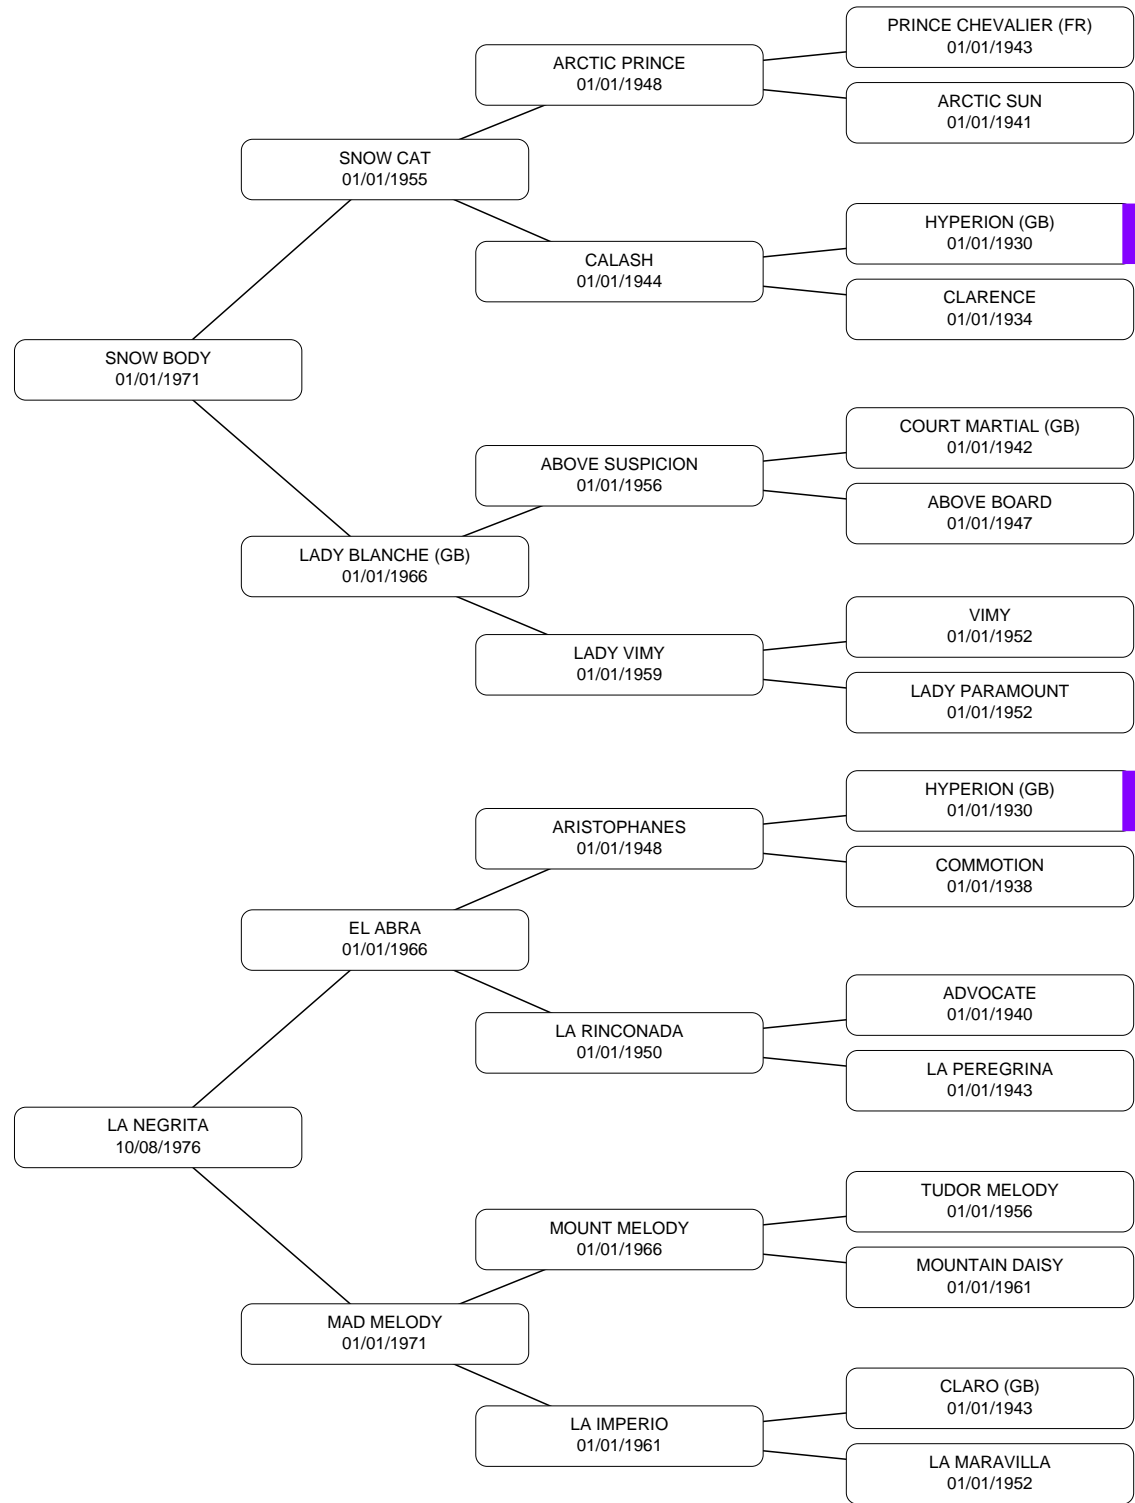 PRINCE CHEVALIER (FR)
01/01/1943
ARCTIC PRINCE
01/01/1948
ARCTIC SUN
01/01/1941
SNOW CAT
01/01/1955
HYPERION (GB)
01/01/1930
CALASH
01/01/1944
CLARENCE
01/01/1934
SNOW BODY
01/01/1971
COURT MARTIAL (GB)
01/01/1942
ABOVE SUSPICION
01/01/1956
ABOVE BOARD
01/01/1947
LADY BLANCHE (GB)
01/01/1966
VIMY
01/01/1952
LADY VIMY
01/01/1959
LADY PARAMOUNT
01/01/1952
HYPERION (GB)
01/01/1930
ARISTOPHANES
01/01/1948
COMMOTION
01/01/1938
EL ABRA
01/01/1966
ADVOCATE
01/01/1940
LA RINCONADA
01/01/1950
LA PEREGRINA
01/01/1943
LA NEGRITA
10/08/1976
TUDOR MELODY
01/01/1956
MOUNT MELODY
01/01/1966
MOUNTAIN DAISY
01/01/1961
MAD MELODY
01/01/1971
CLARO (GB)
01/01/1943
LA IMPERIO
01/01/1961
LA MARAVILLA
01/01/1952